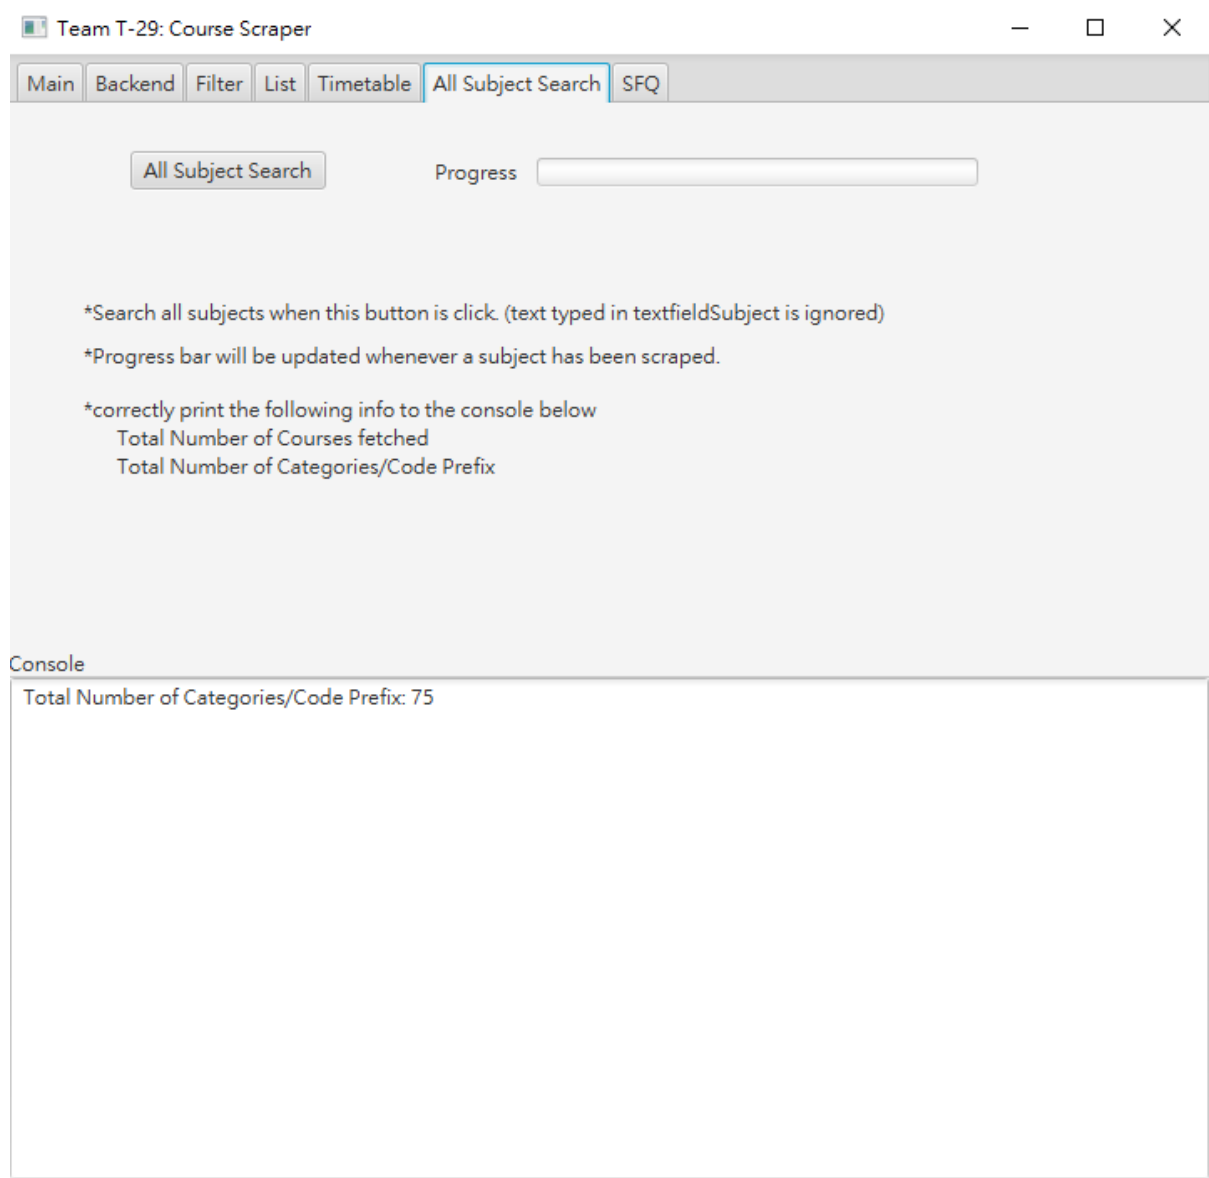 Team T-29: Course Scraper
Main Backend Filter List Timetable All Subject Search SFQ
All Subject Search Progress
*Search all subjects when this button is click. (text typed in textfieldSubject is ignored)
*Progress bar will be updated whenever a subject has been scraped.
*correctly print the following info to the console below
Total Number of Courses fetched
Total Number of Categories/Code Prefix
Console
Total Number of Categories/Code Prefix: 75